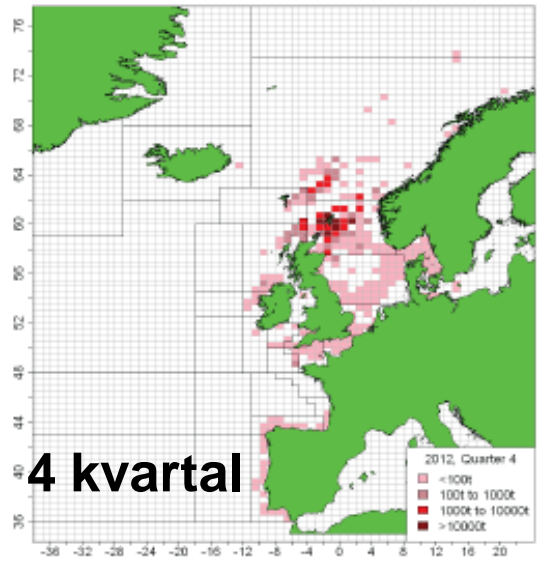 76
72
68
64
60
56
52
48
44
40
36
4 kvartal
2012, Quarter 4
<100t
100t to 1000t
1000t to 10000t
>10000t
-36 -32 -28 -24 -20 -16 -12 -8 -4 0 4 8 12 16 20